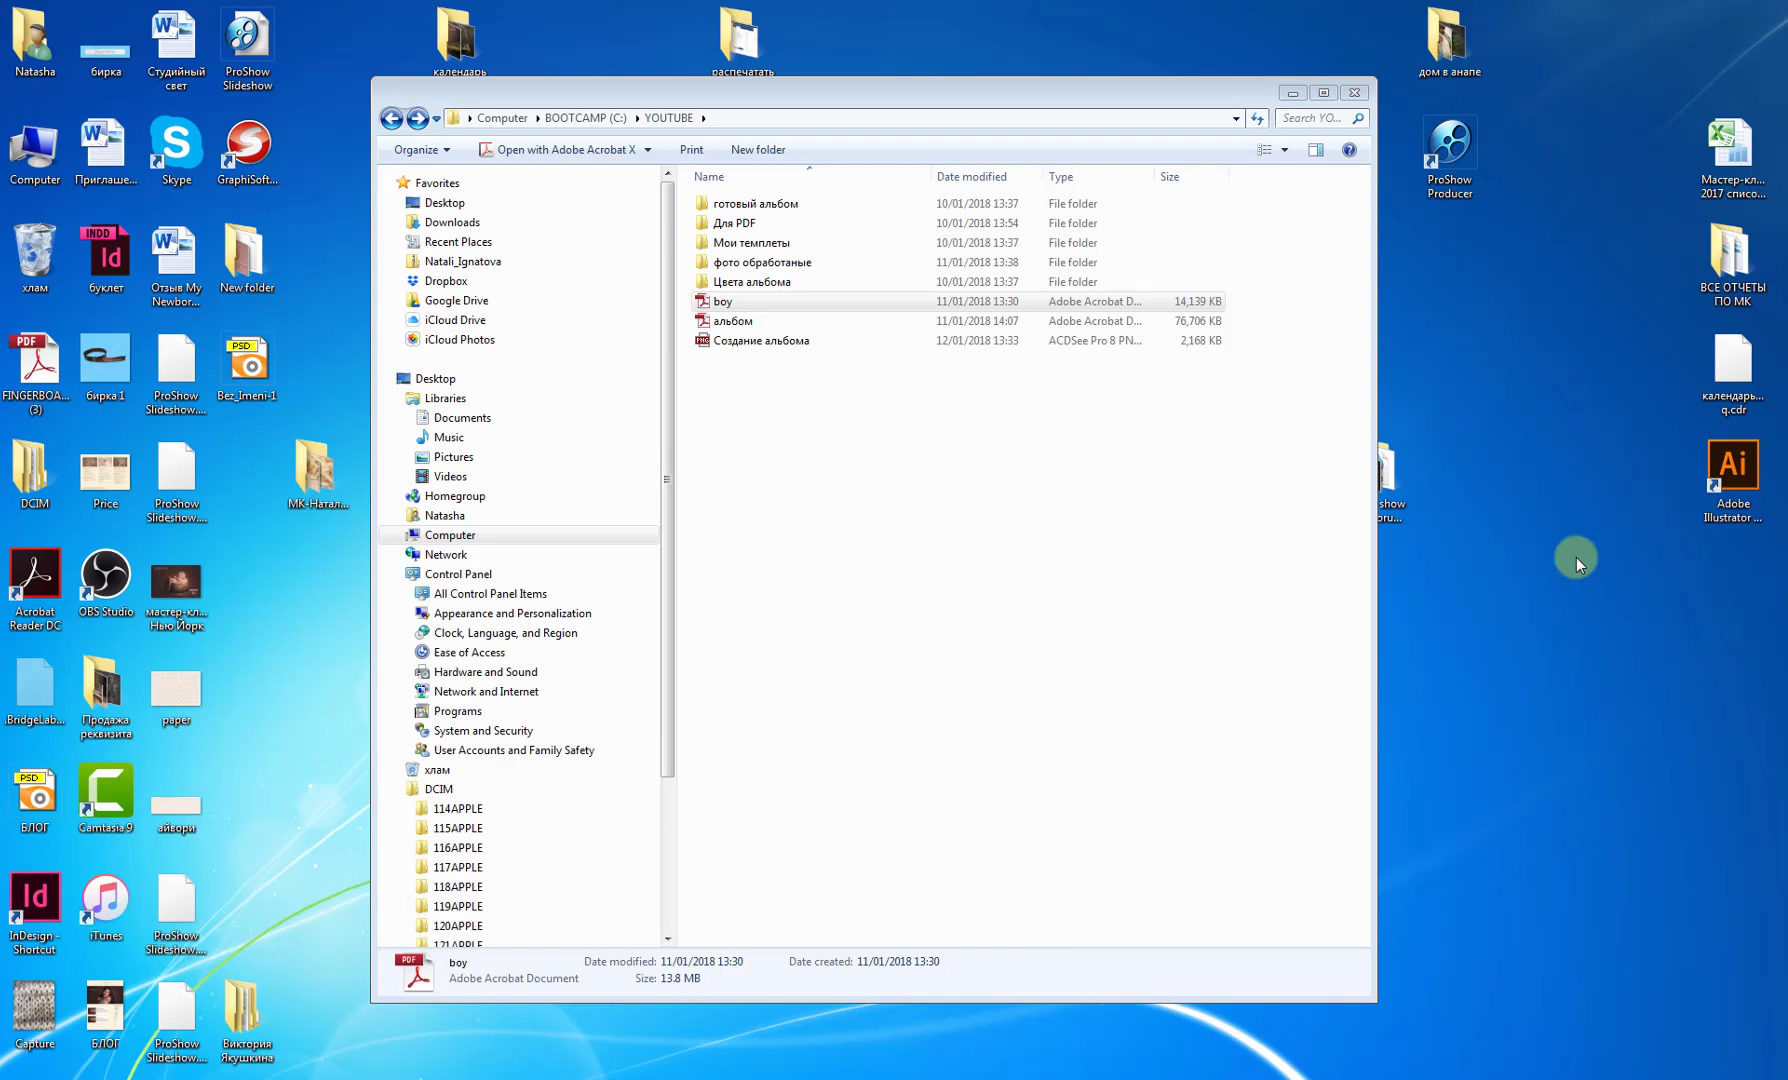 Natasha
бирка
Студийный
свет
ProShow
Slideshow
календарь
распечатать
дом в анапе
Computer
Приглаше...
Skype
GraphiSoft...
ProShow
Producer
Мастер-кл...
2017 списо...
хлам
INDD
Id
буклет
Отзыв My
Newbor...
New folder
ВСЕ ОТЧЕТЫ
ПО МК
PDF
FINGERBOA...
(3)
бирка 1
ProShow
Slideshow....
PSD
Bez_Imeni-1
календарь...
q.cdr
DCIM
Price
ProShow
Slideshow....
МК-Натал...
show
oru...
Ai
Adobe
Illustrator ...
Acrobat
Reader DC
OBS Studio
мастер-кл...
Нью Йорк
.BridgeLab...
Продажа
реквизита
paper
PSD
БЛОГ
Camtasia 9
айвори
Id
InDesign -
Shortcut
iTunes
ProShow
Slideshow....
Capture
БЛОГ
ProShow
Slideshow....
Виктория
Якушкина
Computer BOOTCAMP (C:) YOUTUBE
Search YO...
Organize Open with Adobe Acrobat X Print New folder
Favorites
Desktop
Downloads
Recent Places
Natali_Ignatova
Dropbox
Google Drive
iCloud Drive
iCloud Photos
Desktop
Libraries
Documents
Music
Pictures
Videos
Homegroup
Natasha
Computer
Network
Control Panel
All Control Panel Items
Appearance and Personalization
Clock, Language, and Region
Ease of Access
Hardware and Sound
Network and Internet
Programs
System and Security
User Accounts and Family Safety
хлам
DCIM
114APPLE
115APPLE
116APPLE
117APPLE
118APPLE
119APPLE
120APPLE
121APPLE
Name Date modified Type Size
готовый альбом 10/01/2018 13:37 File folder
Для PDF 10/01/2018 13:54 File folder
Мои темплеты 10/01/2018 13:37 File folder
фото обработаные 11/01/2018 13:38 File folder
Цвета альбома 10/01/2018 13:37 File folder
boy 11/01/2018 13:30 Adobe Acrobat D... 14,139 KB
альбом 11/01/2018 14:07 Adobe Acrobat D... 76,706 KB
PNG Создание альбома 12/01/2018 13:33 ACDSee Pro 8 PN... 2,168 KB
PDF
boy Date modified: 11/01/2018 13:30 Date created: 11/01/2018 13:30
Adobe Acrobat Document Size: 13.8 MB